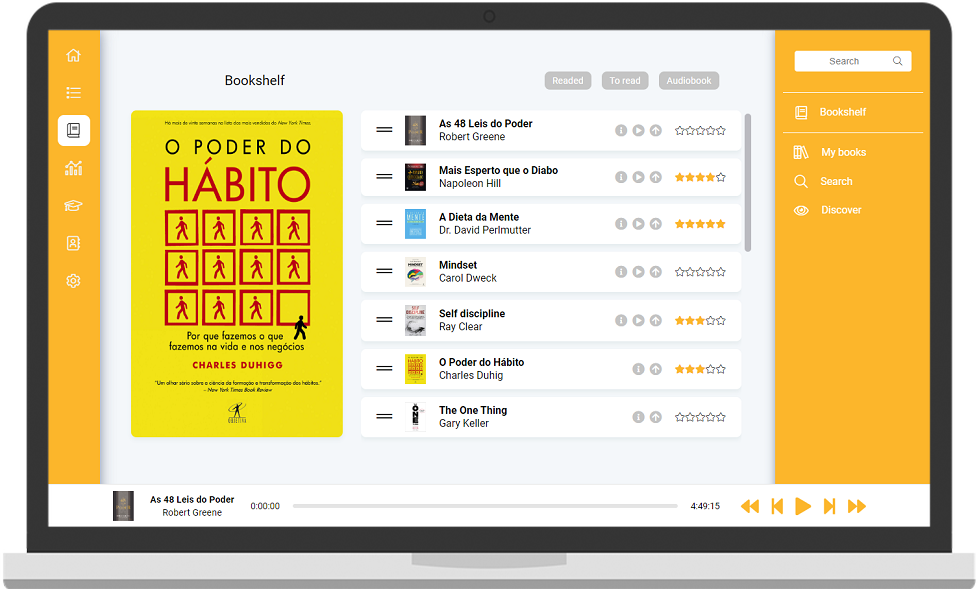 Bookshelf
Readed
To read
Audiobook
Há mais de vinte semanas na lista dos mais vendidos do New York Times.
O PODER DO
HÁBITO
Por que fazemos o que
fazemos na vida e nos negócios
CHARLES DUHIGG
"Um olhar sério sobre a ciência da formação e transformação dos hábitos."
– New York Times Book Review
OBJETIVA
As 48 Leis do Poder
Robert Greene
Mais Esperto que o Diabo
Napoleon Hill
A Dieta da Mente
Dr. David Perlmutter
Mindset
Carol Dweck
Self discipline
Ray Clear
O Poder do Hábito
Charles Duhig
The One Thing
Gary Keller
Search
Bookshelf
My books
Search
Discover
As 48 Leis do Poder
Robert Greene
0:00:00
4:49:15